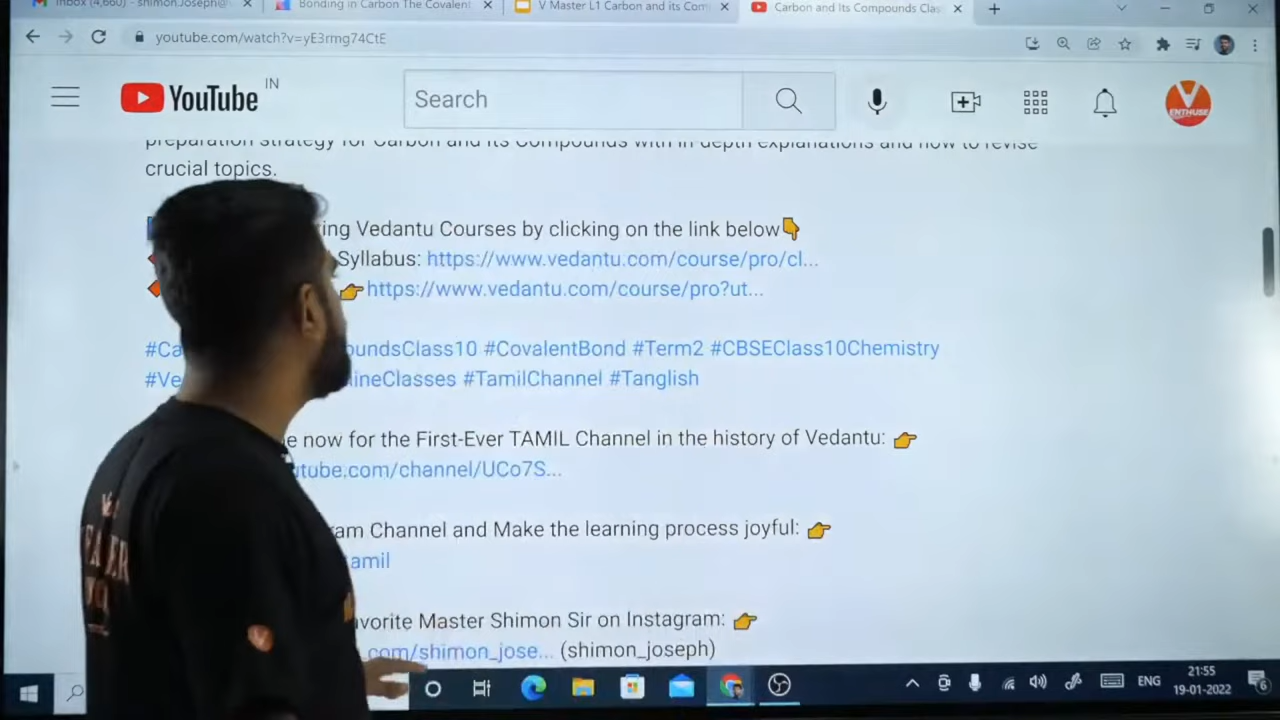 Inbox (4,660) - shimon.Joseph@
Bonding in Carbon The Covalent
V Master L1 Carbon and its Com
Carbon and Its Compounds Clas
youtube.com/watch?v=yE3rmg74CtE
YouTube IN
Search
V
ENTHUSE
preparation strategy for Carbon and its Compounds with in depth explanations and how to revise
crucial topics.
ring Vedantu Courses by clicking on the link below
Syllabus: https://www.vedantu.com/course/pro/cl...
https://www.vedantu.com/course/pro?ut...
#Ca oundsClass10 #CovalentBond #Term2 #CBSEClass10Chemistry
#Ve lineClasses #TamilChannel #Tanglish
e now for the First-Ever TAMIL Channel in the history of Vedantu:
utube.com/channel/UCo7S...
ram Channel and Make the learning process joyful:
amil
avorite Master Shimon Sir on Instagram:
.com/shimon_jose... (shimon_joseph)
ENG
21:55
19-01-2022
6